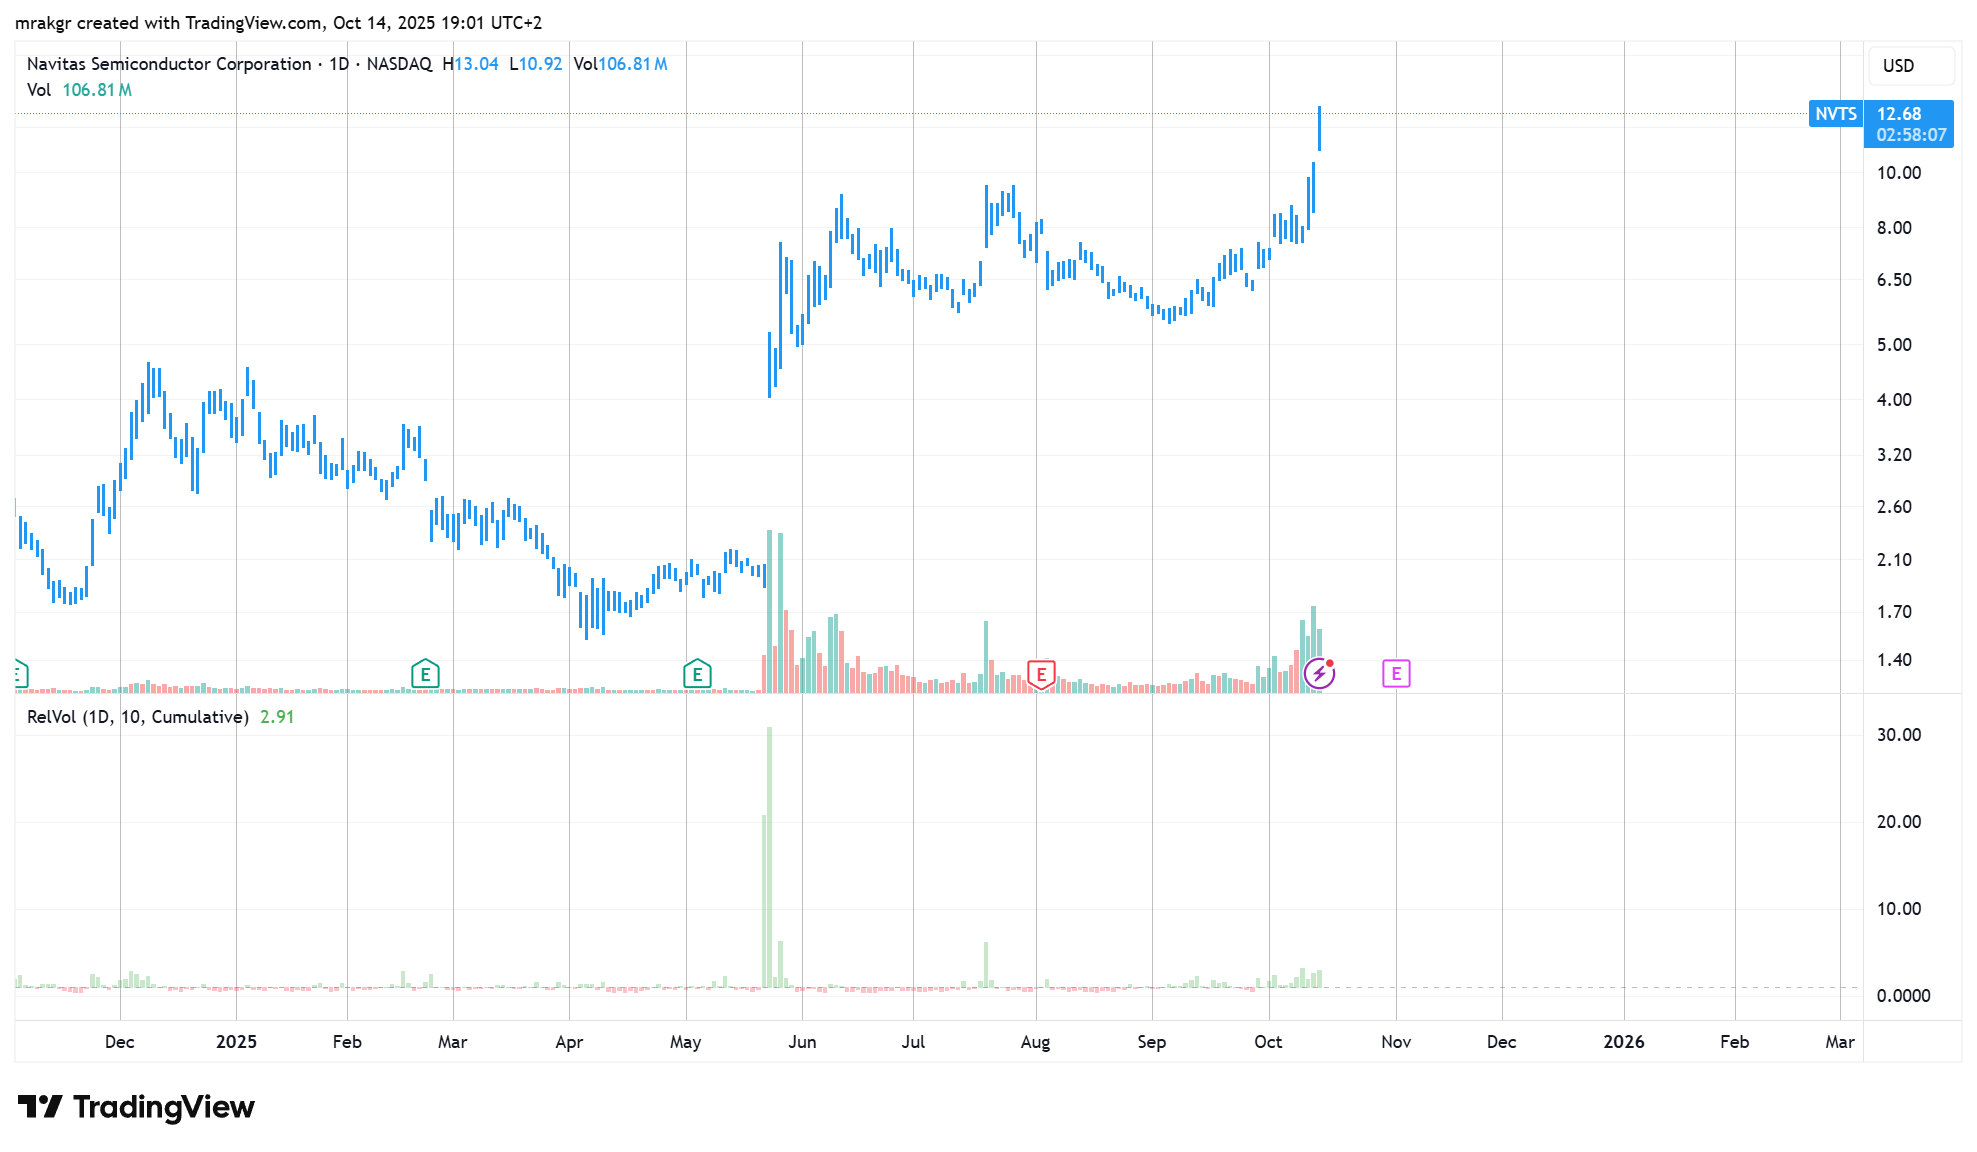 mrakgr created with TradingView.com, Oct 14, 2025 19:01 UTC+2
Navitas Semiconductor Corporation · 1D · NASDAQ H13.04 L10.92 Vol106.81M
Vol 106.81M
USD
NVTS 12.68
02:58:07
10.00
8.00
6.50
5.00
4.00
3.20
2.60
2.10
1.70
1.40
E E E E E
RelVol (1D, 10, Cumulative) 2.91
30.00
20.00
10.00
0.0000
Dec 2025 Feb Mar Apr May Jun Jul Aug Sep Oct Nov Dec 2026 Feb Mar
TradingView